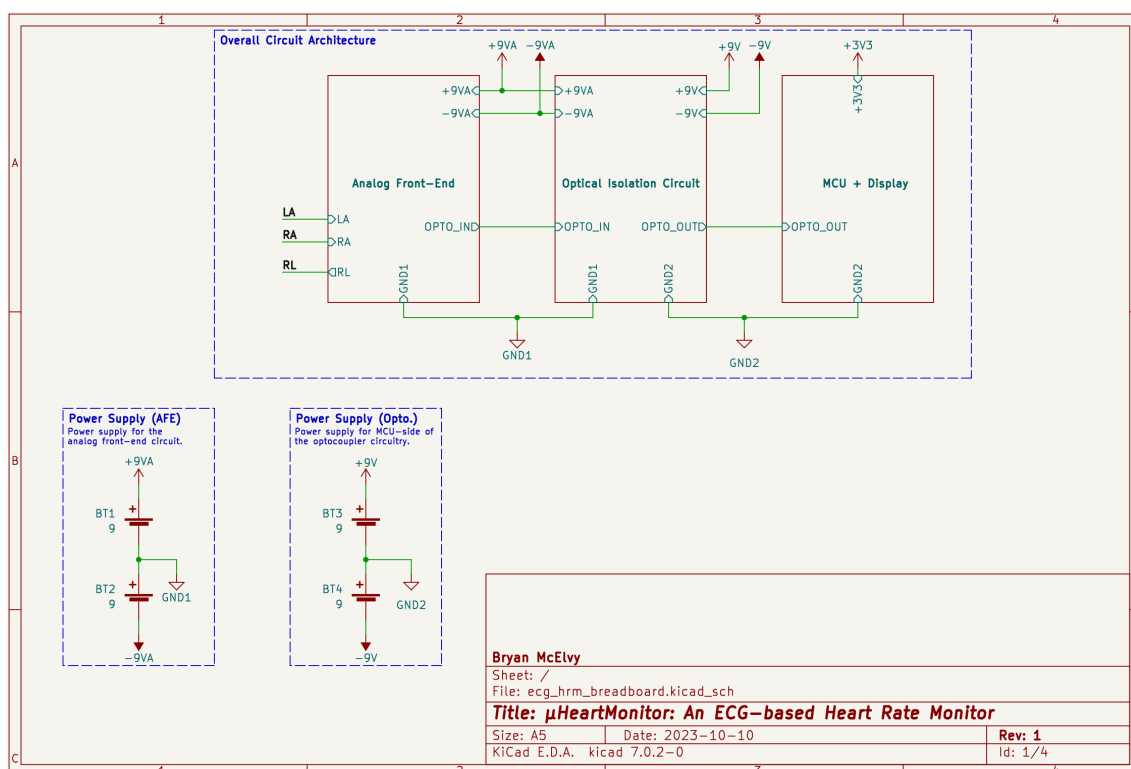 1 2 3 4
A
B
C
Overall Circuit Architecture
+9VA -9VA +9V -9V +3V3
+9VA +9VA +9V +3V3
-9VA -9VA -9V
Analog Front-End Optical Isolation Circuit MCU + Display
LA LA
RA RA
RL RL
OPTO_IN OPTO_IN OPTO_OUT OPTO_OUT
GND1 GND1 GND2 GND2
GND1 GND2
Power Supply (AFE)
Power supply for the
analog front-end circuit.
+9VA
BT1
9
BT2
9
GND1
-9VA
Power Supply (Opto.)
Power supply for MCU-side of
the optocoupler circuitry.
+9V
BT3
9
BT4
9
GND2
-9V
Bryan McElvy
Sheet: /
File: ecg_hrm_breadboard.kicad_sch
Title: μHeartMonitor: An ECG-based Heart Rate Monitor
Size: A5 Date: 2023-10-10 Rev: 1
KiCad E.D.A. kicad 7.0.2-0 Id: 1/4
1 2 3 4